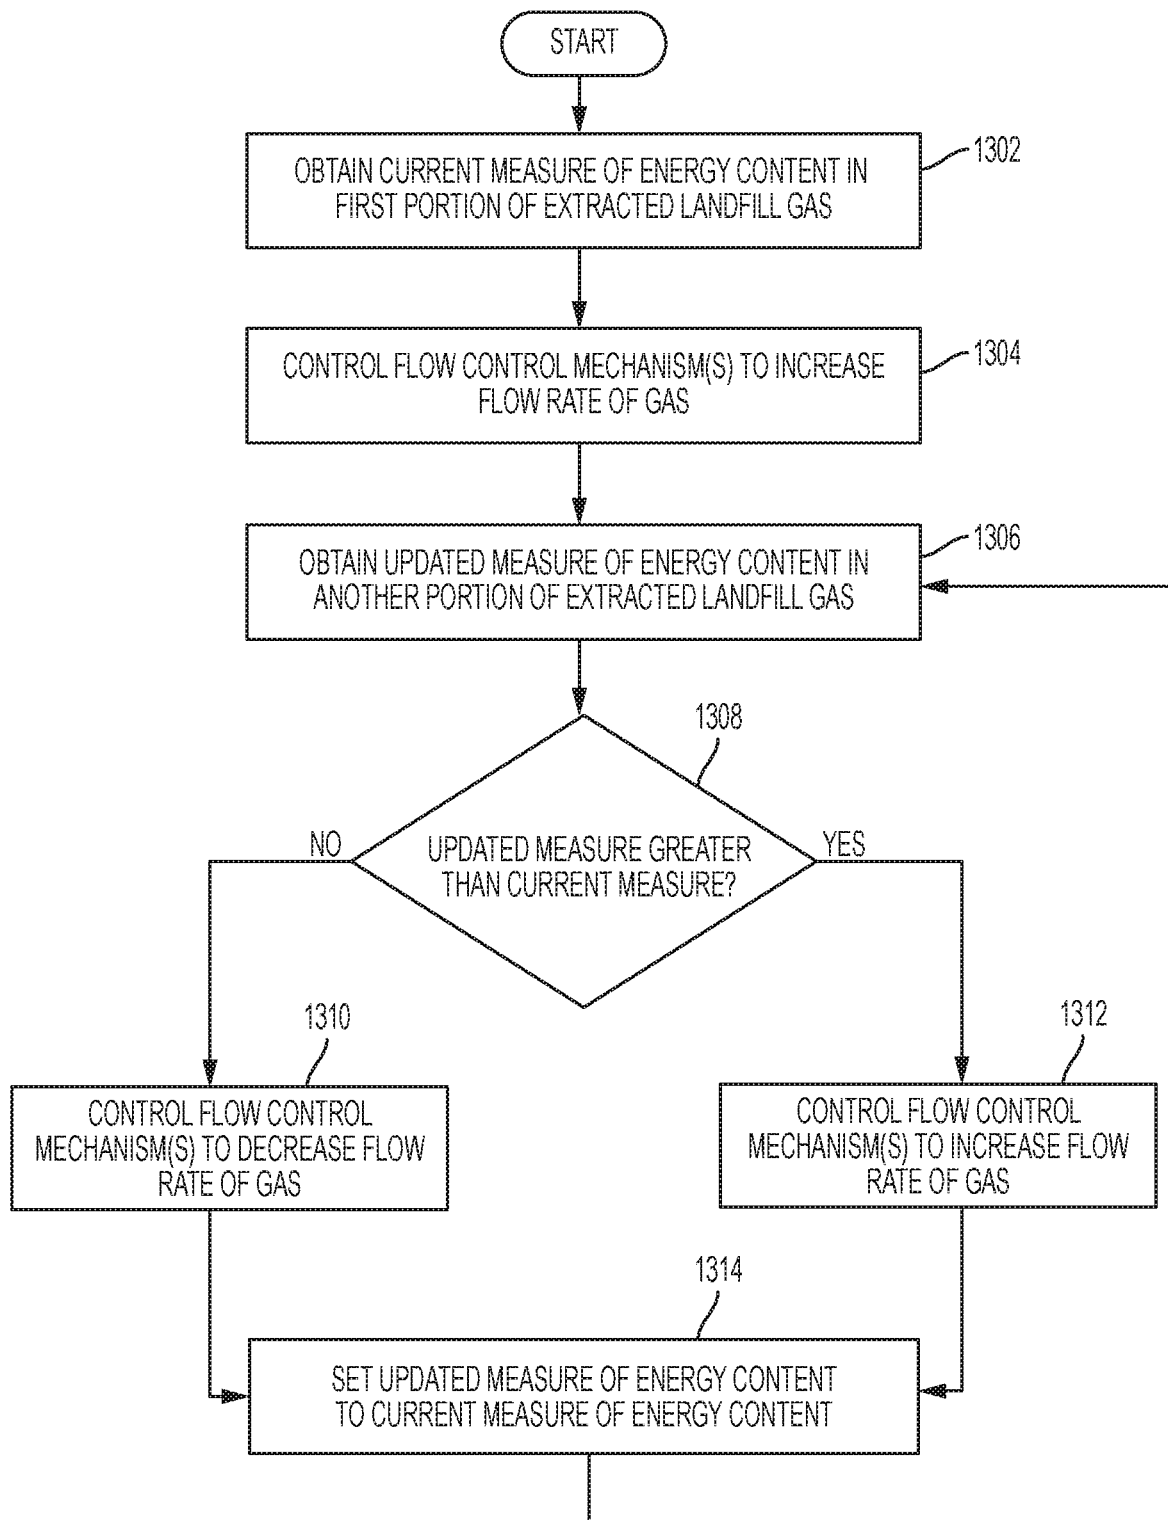 START
1302
OBTAIN CURRENT MEASURE OF ENERGY CONTENT IN
FIRST PORTION OF EXTRACTED LANDFILL GAS
1304
CONTROL FLOW CONTROL MECHANISM(S) TO INCREASE
FLOW RATE OF GAS
1306
OBTAIN UPDATED MEASURE OF ENERGY CONTENT IN
ANOTHER PORTION OF EXTRACTED LANDFILL GAS
1308
NO
YES
UPDATED MEASURE GREATER
THAN CURRENT MEASURE?
1310
CONTROL FLOW CONTROL
MECHANISM(S) TO DECREASE FLOW
RATE OF GAS
1312
CONTROL FLOW CONTROL
MECHANISM(S) TO INCREASE FLOW
RATE OF GAS
1314
SET UPDATED MEASURE OF ENERGY CONTENT
TO CURRENT MEASURE OF ENERGY CONTENT